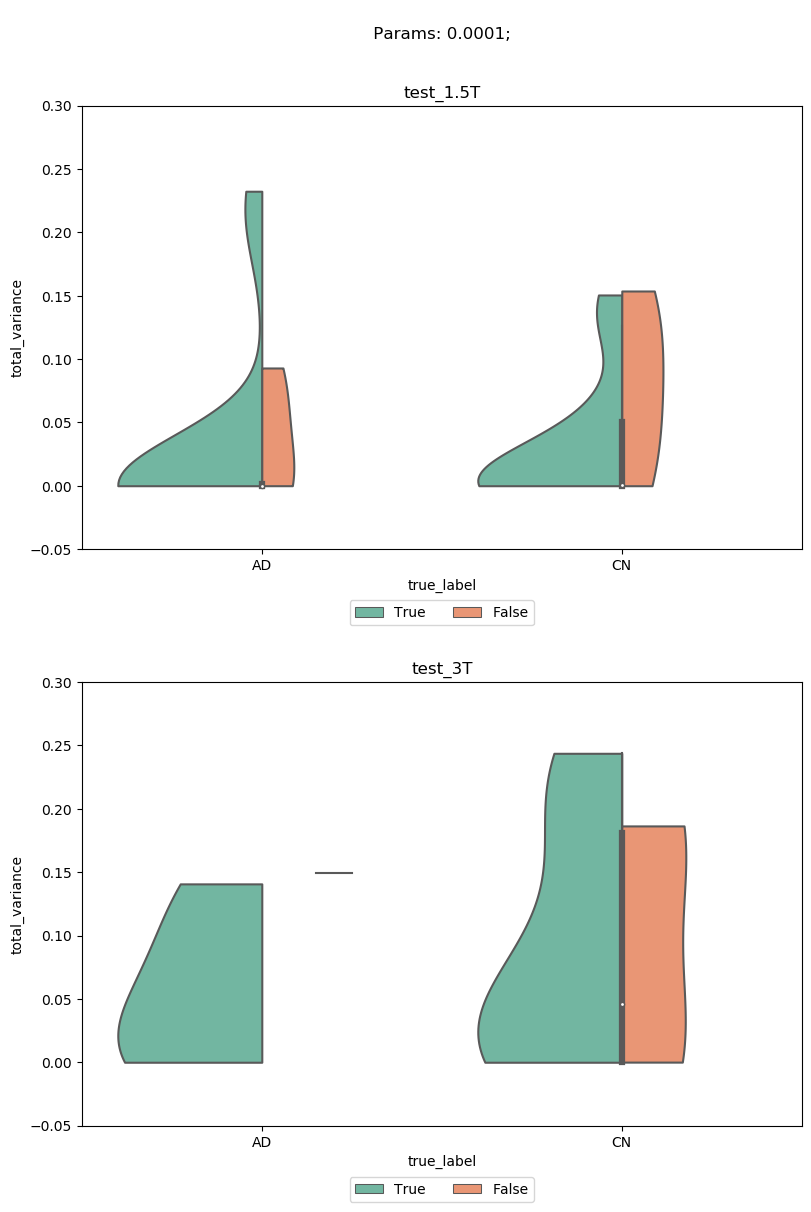 Params: 0.0001;
test_1.5T
0.30
0.25
0.20
0.15
0.10
0.05
0.00
−0.05
total_variance
AD CN
true_label
True False
test_3T
0.30
0.25
0.20
0.15
0.10
0.05
0.00
−0.05
total_variance
AD CN
true_label
True False